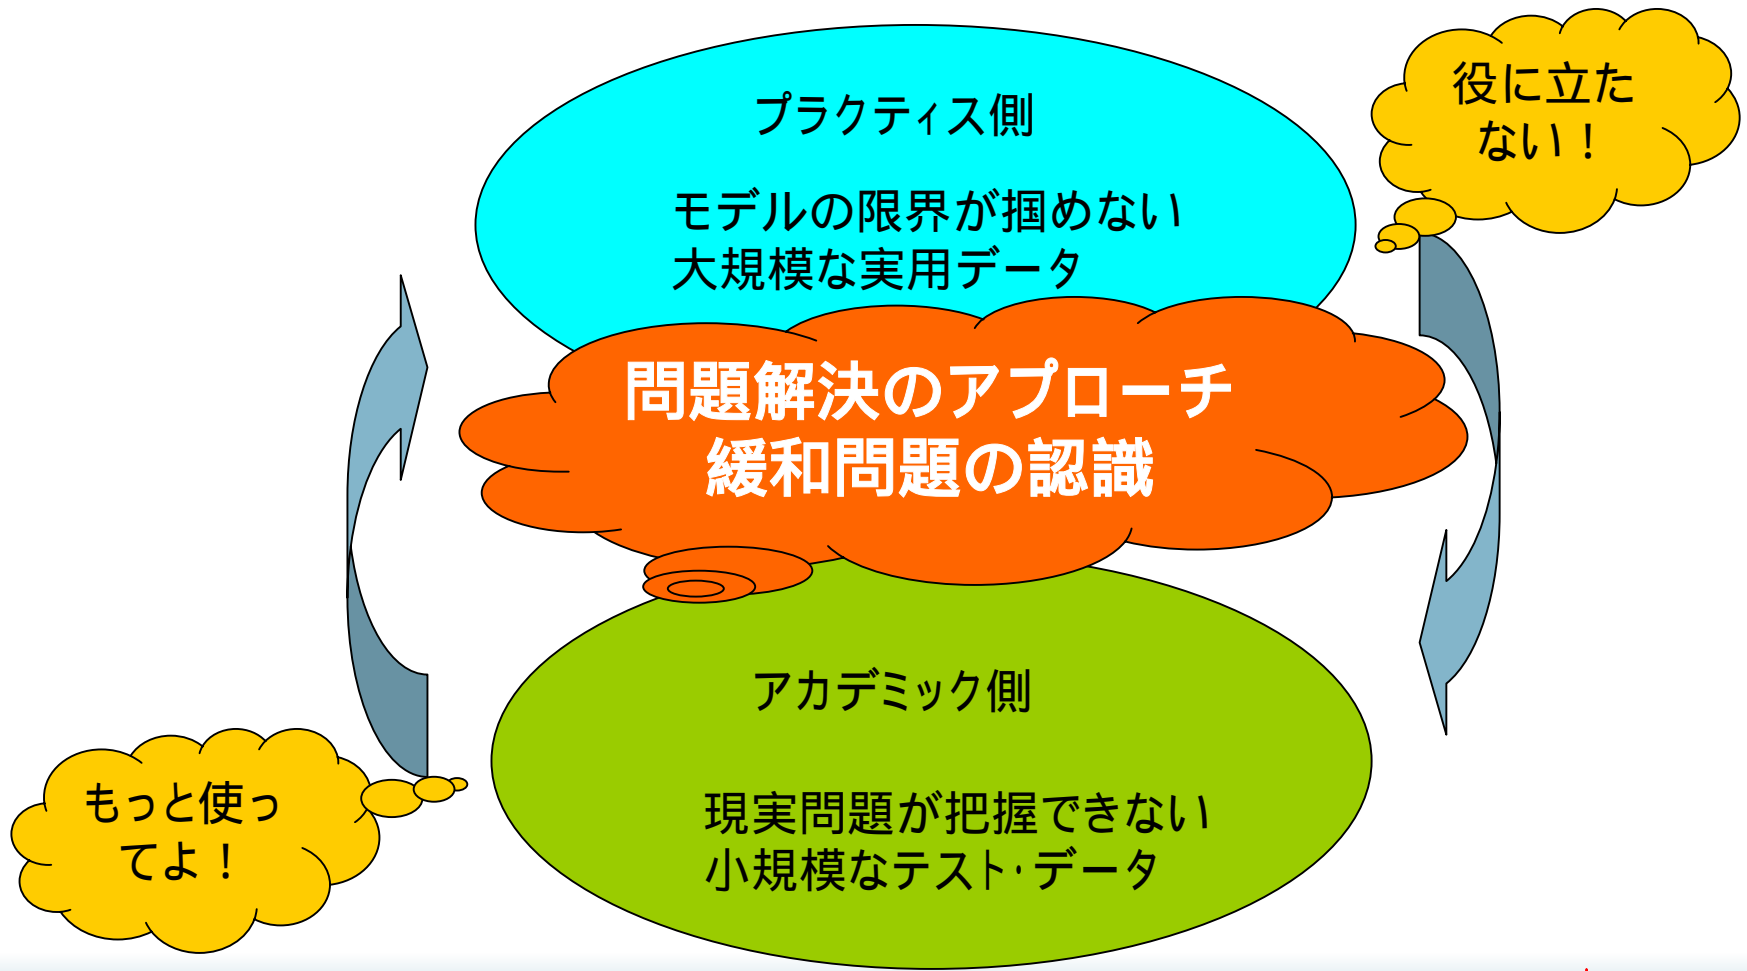 プラクティス側
モデルの限界が掴めない
大規模な実用データ
役に立た
ない！
問題解決のアプローチ
緩和問題の認識
アカデミック側
現実問題が把握できない
小規模なテスト・データ
もっと使っ
てよ！